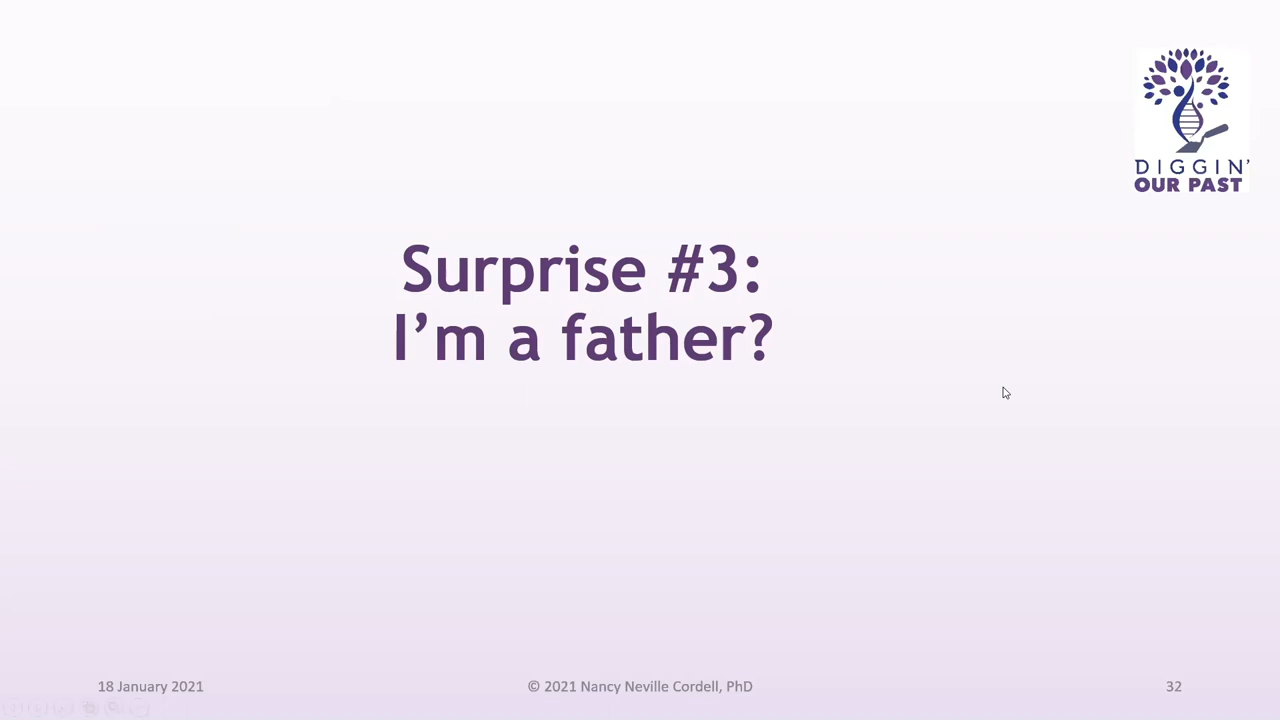 DIGGIN'
OUR PAST
Surprise #3:
I’m a father?
18 January 2021
© 2021 Nancy Neville Cordell, PhD
32